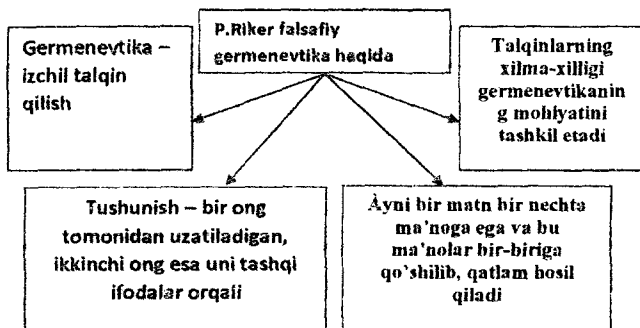 P.Riker falsafiy
germenevtika haqida
Germenevtika –
izchil talqin
qilish
Talqinlarning
xilma-xilligi
germenevtikanin
g mohiyatini
tashkil etadi
Tushunish – bir ong
tomonidan uzatiladigan,
ikkinchi ong esa uni tashqi
ifodalar orqali
Àyni bir matn bir nechta
ma'noga ega va bu
ma'nolar bir-biriga
qo'shilib, qatlam hosil
qiladi